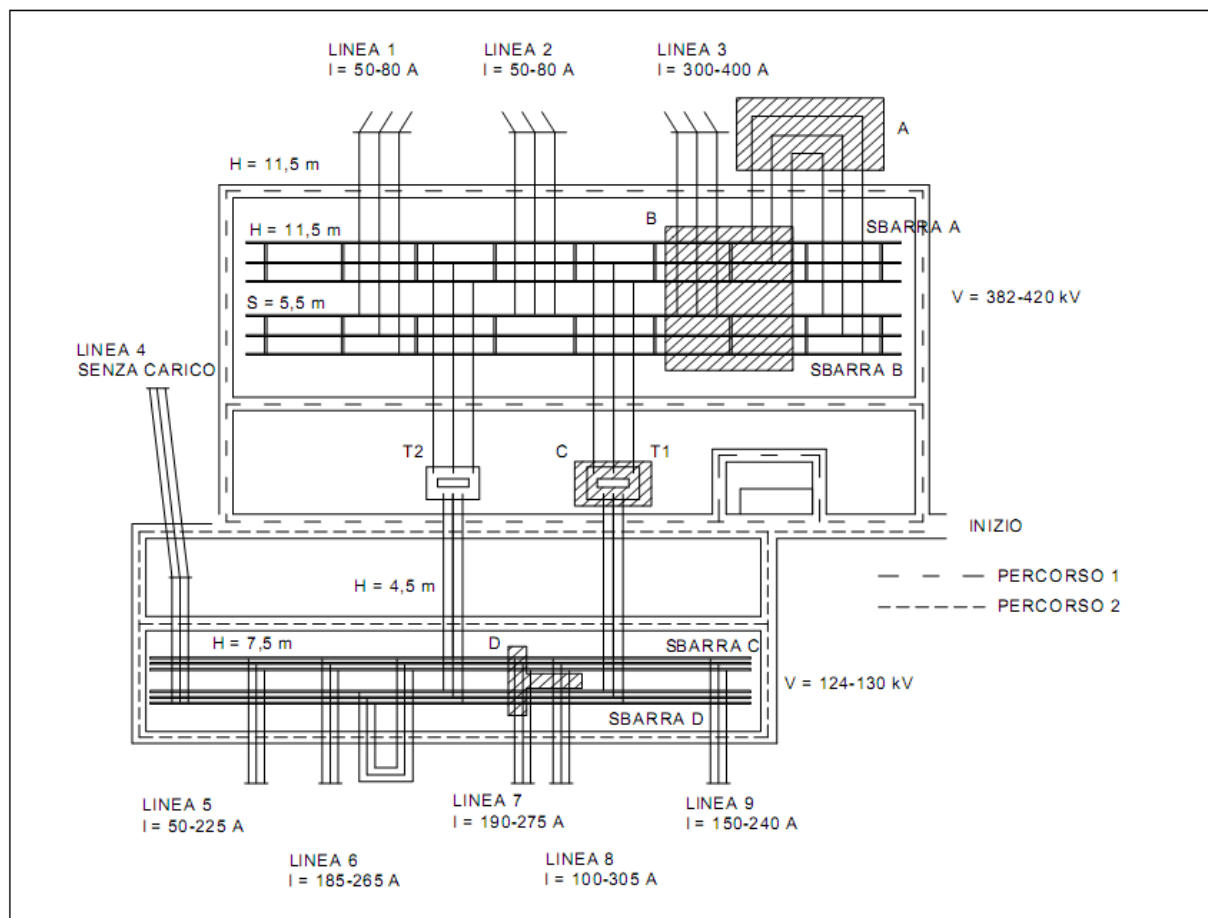 LINEA 1
I = 50-80 A
LINEA 2
I = 50-80 A
LINEA 3
I = 300-400 A
A
H = 11,5 m
B
SBARRA A
H = 11,5 m
V = 382-420 kV
S = 5,5 m
LINEA 4
SENZA CARICO
SBARRA B
T2
C
T1
INIZIO
PERCORSO 1
H = 4,5 m
PERCORSO 2
H = 7,5 m
D
SBARRA C
V = 124-130 kV
SBARRA D
LINEA 5
I = 50-225 A
LINEA 7
I = 190-275 A
LINEA 9
I = 150-240 A
LINEA 6
I = 185-265 A
LINEA 8
I = 100-305 A